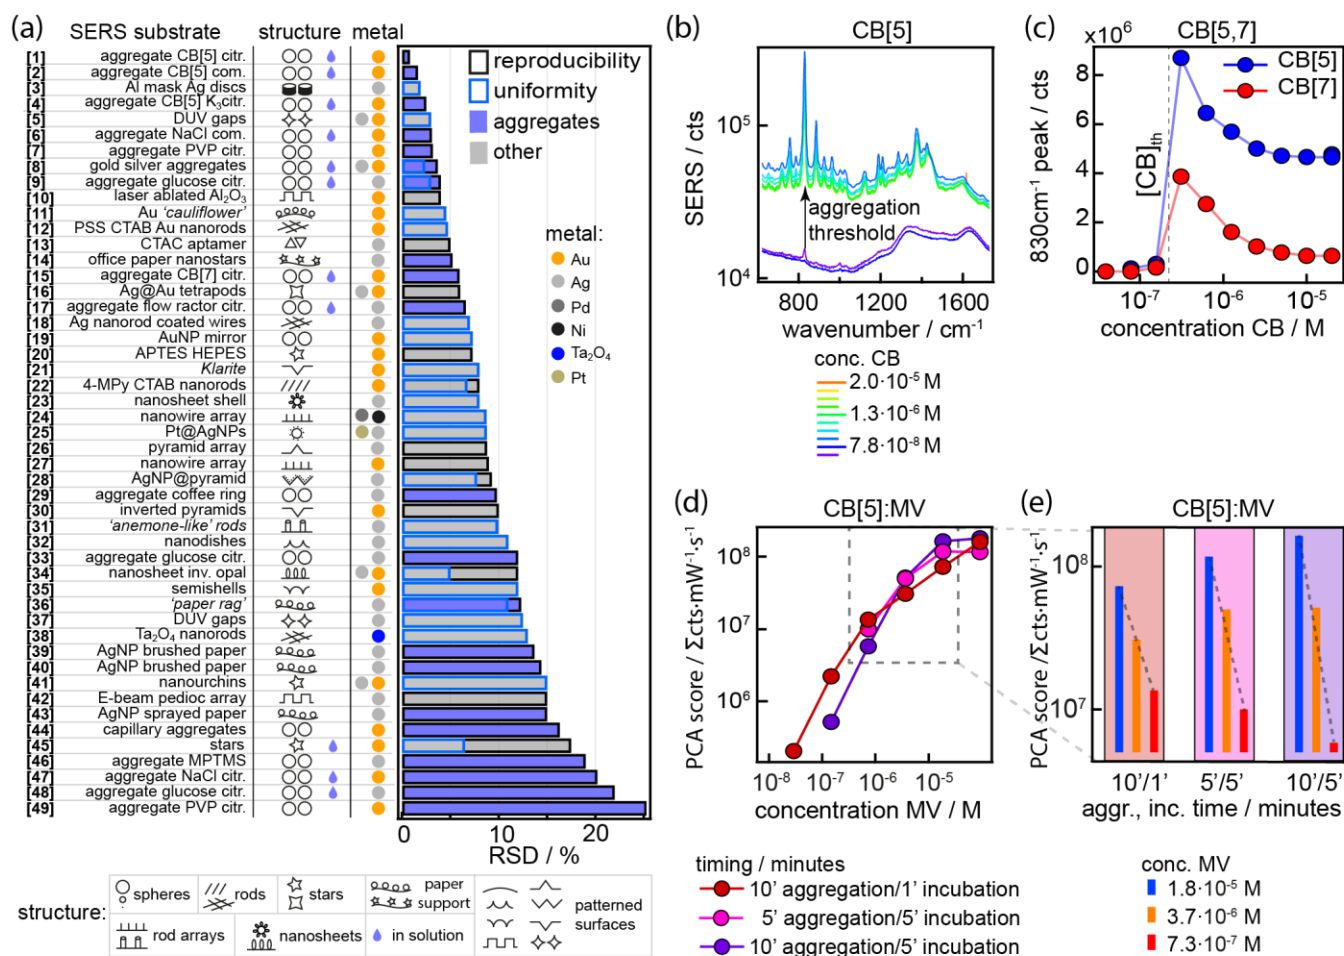 (a) SERS substrate structure metal
[1] aggregate CB[5] citr.
[2] aggregate CB[5] com.
[3] Al mask Ag discs
[4] aggregate CB[5] K₃citr.
[5] DUV gaps
[6] aggregate NaCl com.
[7] aggregate PVP citr.
[8] gold silver aggregates
[9] aggregate glucose citr.
[10] laser ablated Al₂O₃
[11] Au 'cauliflower'
[12] PSS CTAB Au nanorods
[13] CTAC aptamer
[14] office paper nanostars
[15] aggregate CB[7] citr.
[16] Ag@Au tetrapods
[17] aggregate flow ractor citr.
[18] Ag nanorod coated wires
[19] AuNP mirror
[20] APTES HEPES
[21] Klarite
[22] 4-MPy CTAB nanorods
[23] nanosheet shell
[24] nanowire array
[25] Pt@AgNPs
[26] pyramid array
[27] nanowire array
[28] AgNP@pyramid
[29] aggregate coffee ring
[30] inverted pyramids
[31] 'anemone-like' rods
[32] nanodishes
[33] aggregate glucose citr.
[34] nanosheet inv. opal
[35] semishells
[36] 'paper rag'
[37] DUV gaps
[38] Ta₂O₄ nanorods
[39] AgNP brushed paper
[40] AgNP brushed paper
[41] nanourchins
[42] E-beam pedioc array
[43] AgNP sprayed paper
[44] capillary aggregates
[45] stars
[46] aggregate MPTMS
[47] aggregate NaCl citr.
[48] aggregate glucose citr.
[49] aggregate PVP citr.
reproducibility
uniformity
aggregates
other
metal:
Au
Ag
Pd
Ni
Ta₂O₄
Pt
0 10 20
RSD / %
structure:
spheres
rods
stars
paper
support
patterned
surfaces
rod arrays
nanosheets
in solution
(b) CB[5]
SERS / cts
10⁵
10⁴
aggregation
threshold
800 1200 1600
wavenumber / cm⁻¹
conc. CB
2.0·10⁻⁵ M
1.3·10⁻⁶ M
7.8·10⁻⁸ M
(c) CB[5,7]
×10⁶
830cm⁻¹ peak / cts
8
6
4
2
0
[CB]th
CB[5]
CB[7]
10⁻⁷ 10⁻⁶ 10⁻⁵
concentration CB / M
(d) CB[5]:MV
PCA score / Σcts·mW⁻¹·s⁻¹
10⁸
10⁷
10⁶
10⁻⁸ 10⁻⁷ 10⁻⁶ 10⁻⁵
concentration MV / M
timing / minutes
10' aggregation/1' incubation
5' aggregation/5' incubation
10' aggregation/5' incubation
(e) CB[5]:MV
PCA score /Σcts·mW⁻¹·s⁻¹
10⁸
10⁷
10'/1' 5'/5' 10'/5'
aggr., inc. time / minutes
conc. MV
1.8·10⁻⁵ M
3.7·10⁻⁶ M
7.3·10⁻⁷ M